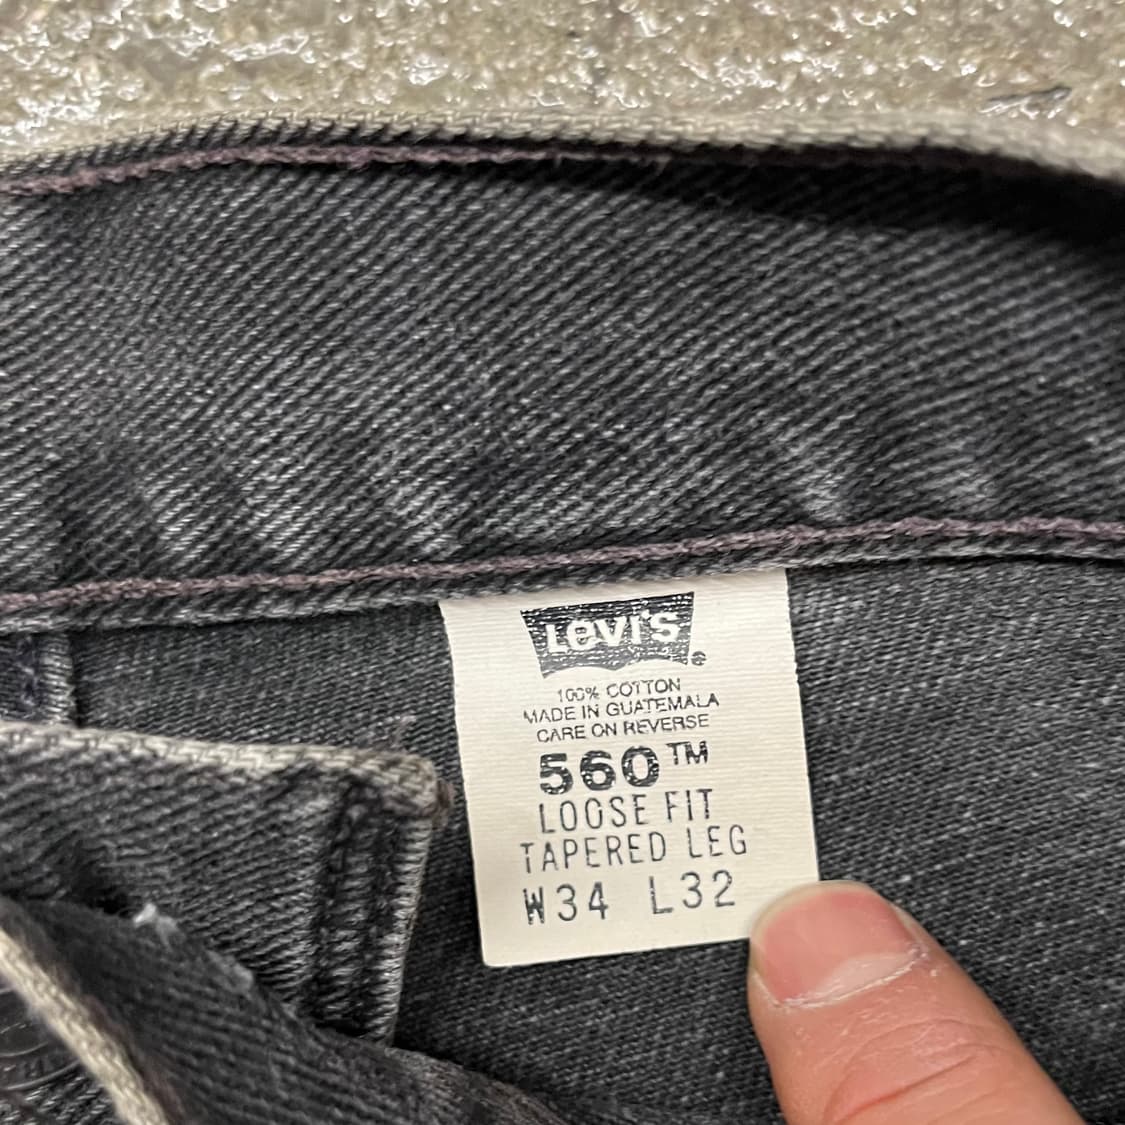 LEVI'S®
100% COTTON
MADE IN GUATEMALA
CARE ON REVERSE
560™
LOOSE FIT
TAPERED LEG
W34 L32